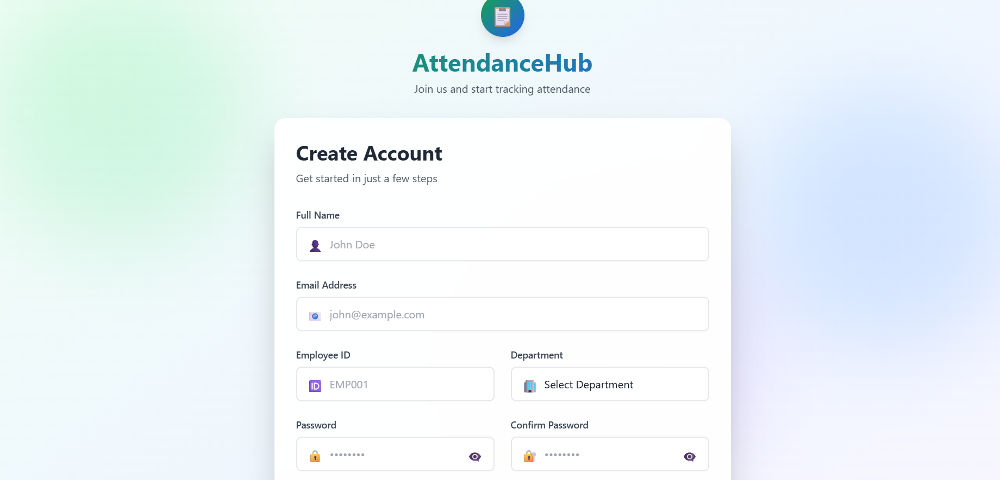 AttendanceHub
Join us and start tracking attendance
Create Account
Get started in just a few steps
Full Name
John Doe
Email Address
john@example.com
Employee ID
Department
ID EMP001
Select Department
Password
Confirm Password
••••••••
••••••••